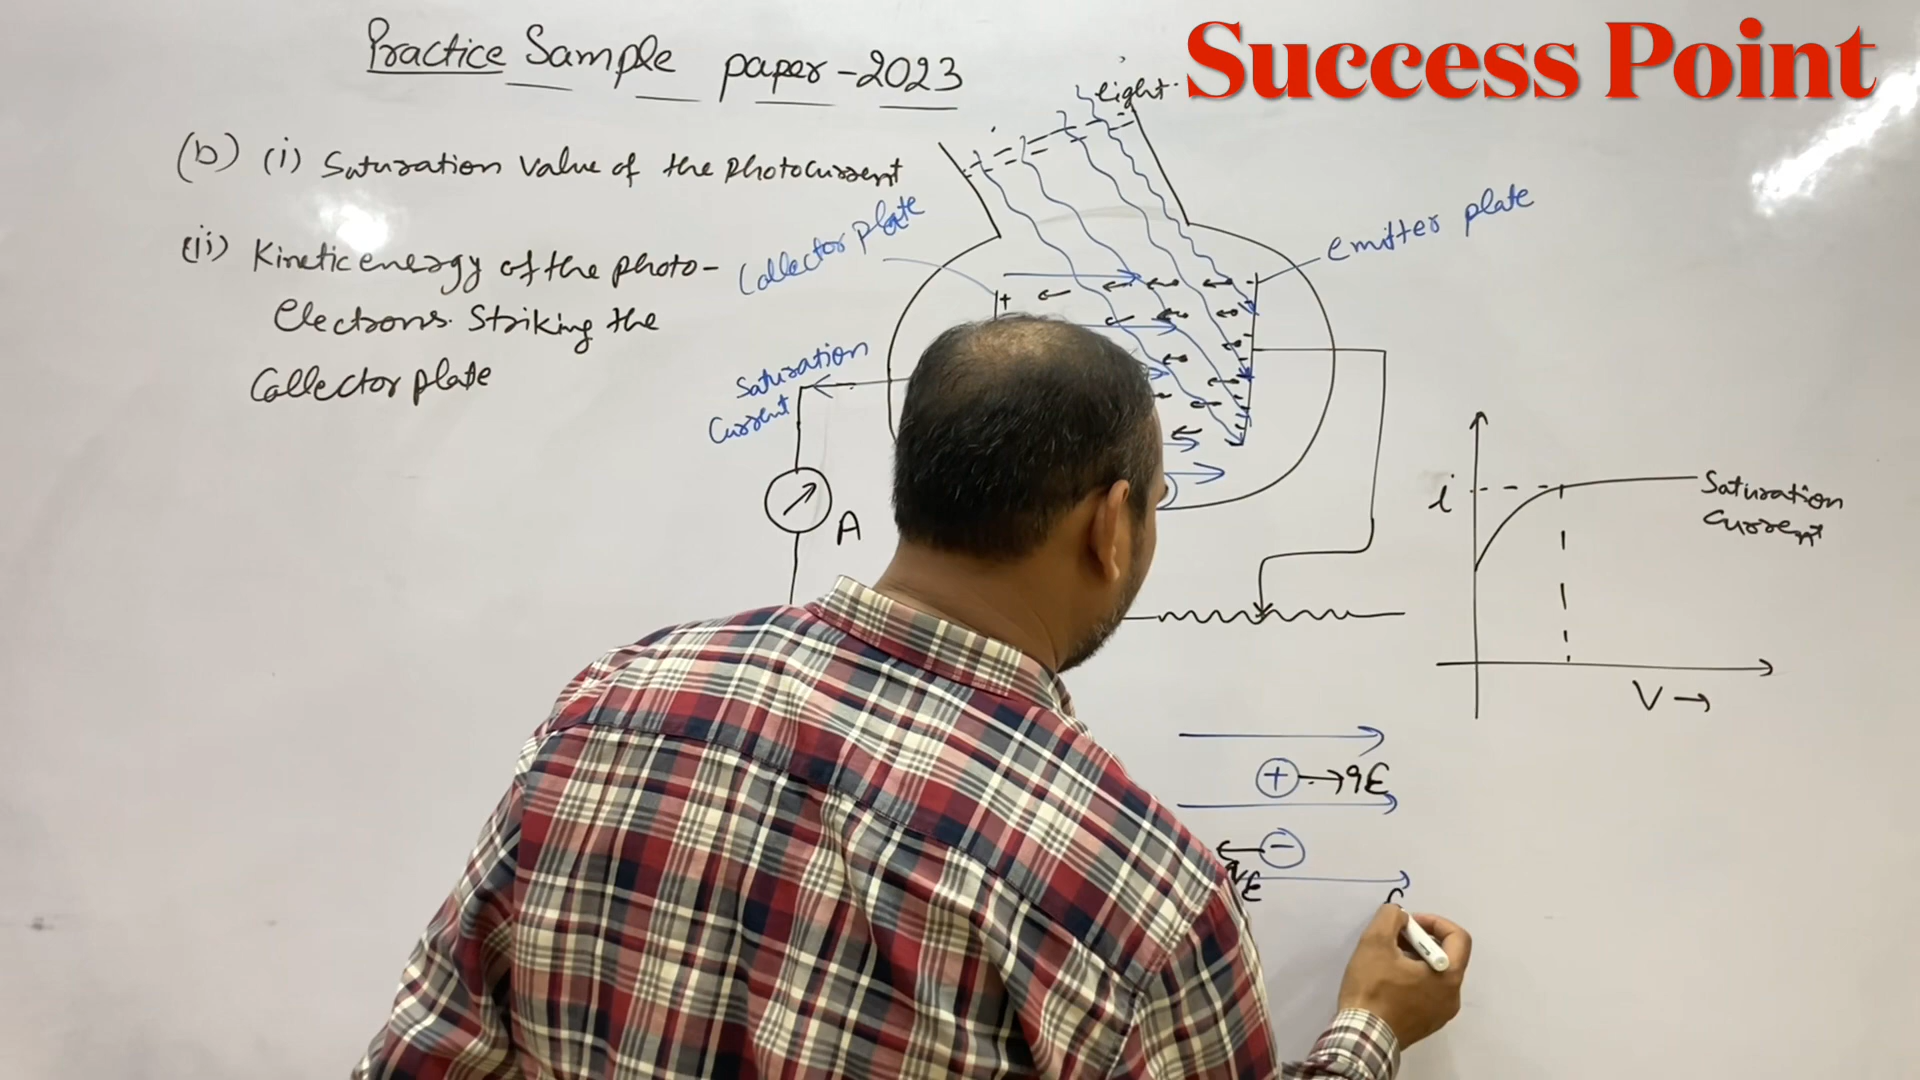 Success Point
Practice Sample paper-2023
light
(b) (i) Saturation Value of the Photocurrent
(ii) Kinetic energy of the photo-
Electrons. Striking the
Collector plate
Collector plate
emitter plate
+
Saturation
Current
A
i
Saturation
Current
V →
+ → qE
-
qE